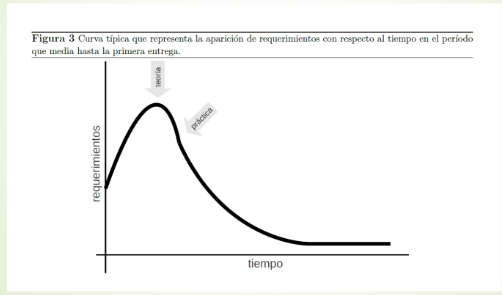 Figura 3 Curva típica que representa la aparición de requerimientos con respecto al tiempo en el período
que media hasta la primera entrega.
teoría
práctica
requerimientos
tiempo